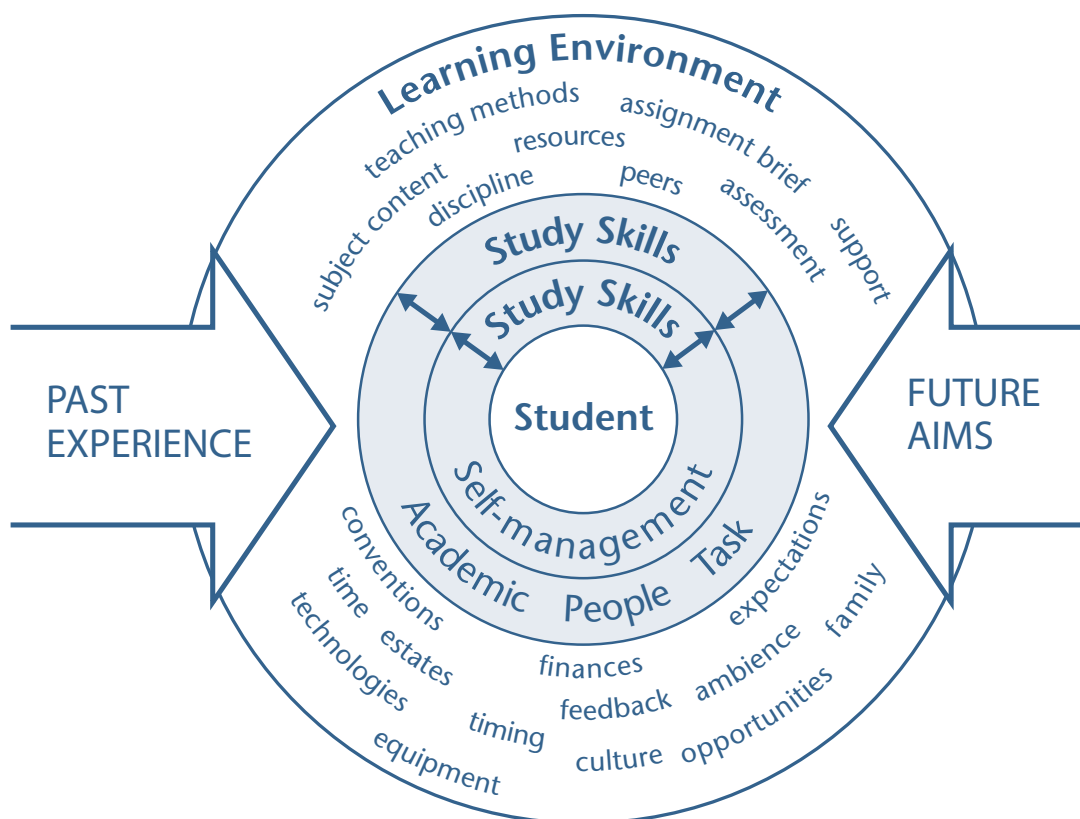 Learning Environment
teaching methods
assignment brief
resources
subject content
discipline
peers
assessment
support
Study Skills
Study Skills
Student
PAST
EXPERIENCE
FUTURE
AIMS
Self-management
Academic People Task
conventions
expectations
time
estates
technologies
finances
ambience
family
feedback
timing
opportunities
culture
equipment